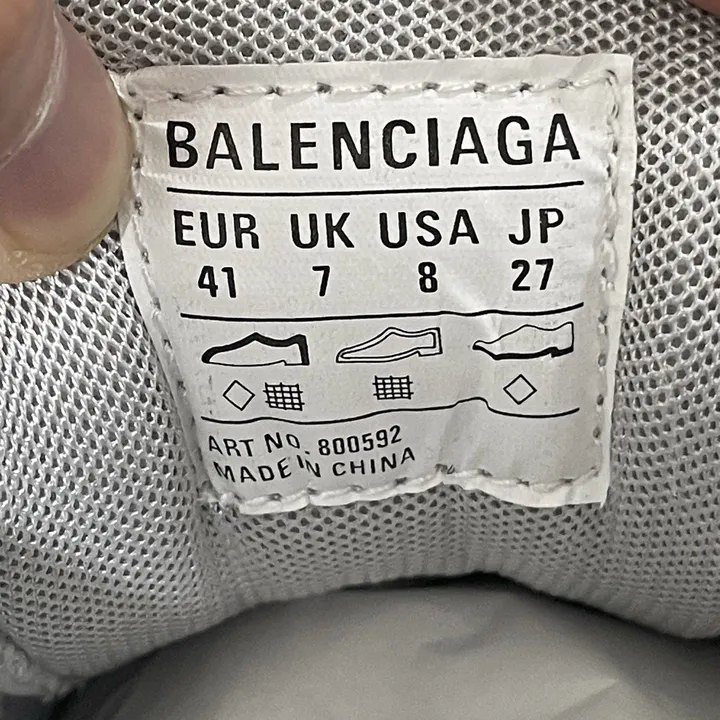 BALENCIAGA
EUR UK USA JP
41 7 8 27
ART NO. 800592
MADE IN CHINA